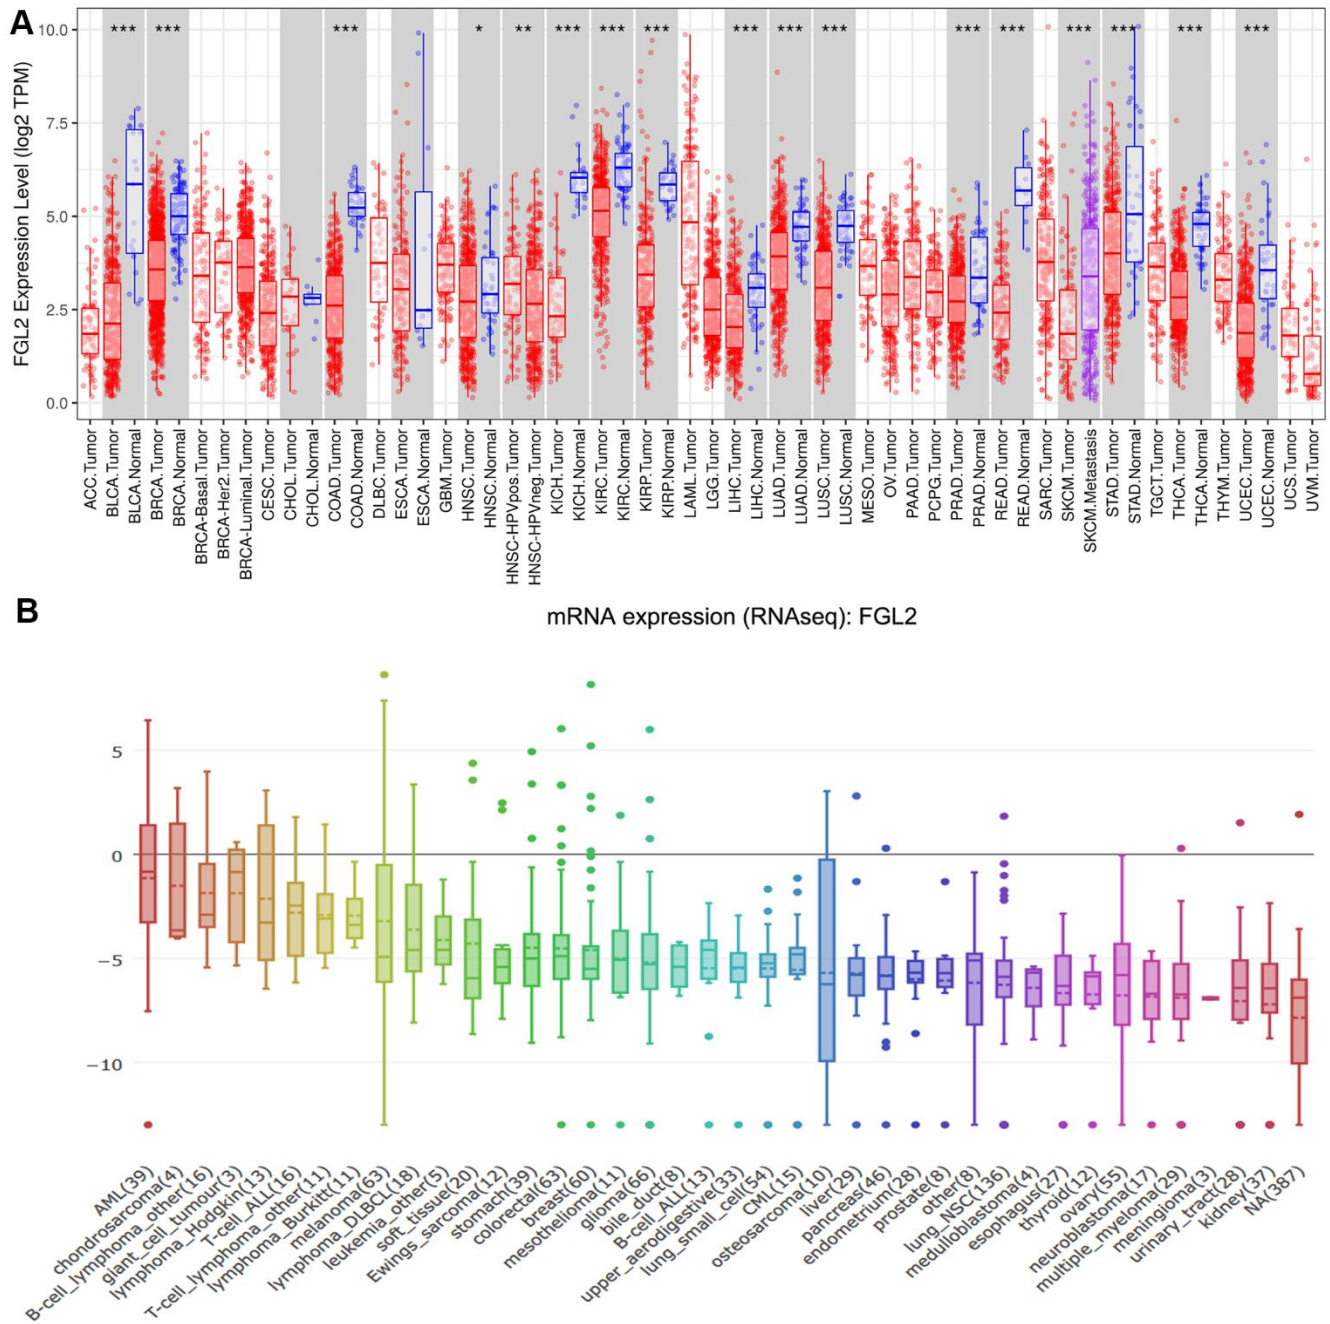 A
*** *** *** * ** *** *** *** *** *** *** *** *** *** *** *** ***
FGL2 Expression Level (log2 TPM)
10.0
7.5
5.0
2.5
0.0
ACC.Tumor
BLCA.Tumor
BLCA.Normal
BRCA.Tumor
BRCA.Normal
BRCA-Basal.Tumor
BRCA-Her2.Tumor
BRCA-Luminal.Tumor
CESC.Tumor
CHOL.Tumor
CHOL.Normal
COAD.Tumor
COAD.Normal
DLBC.Tumor
ESCA.Tumor
ESCA.Normal
GBM.Tumor
HNSC.Tumor
HNSC.Normal
HNSC-HPVpos.Tumor
HNSC-HPVneg.Tumor
KICH.Tumor
KICH.Normal
KIRC.Tumor
KIRC.Normal
KIRP.Tumor
KIRP.Normal
LAML.Tumor
LGG.Tumor
LIHC.Tumor
LIHC.Normal
LUAD.Tumor
LUAD.Normal
LUSC.Tumor
LUSC.Normal
MESO.Tumor
OV.Tumor
PAAD.Tumor
PCPG.Tumor
PRAD.Tumor
PRAD.Normal
READ.Tumor
READ.Normal
SARC.Tumor
SKCM.Tumor
SKCM.Metastasis
STAD.Tumor
STAD.Normal
TGCT.Tumor
THCA.Tumor
THCA.Normal
THYM.Tumor
UCEC.Tumor
UCEC.Normal
UCS.Tumor
UVM.Tumor
B
mRNA expression (RNAseq): FGL2
5
0
−5
−10
AML(39)
chondrosarcoma(4)
B-cell_lymphoma_other(16)
giant_cell_tumour(3)
lymphoma_Hodgkin(13)
T-cell_ALL(16)
T-cell_lymphoma_other(11)
lymphoma_Burkitt(11)
melanoma(63)
lymphoma_DLBCL(18)
leukemia_other(5)
soft_tissue(20)
Ewings_sarcoma(12)
stomach(39)
colorectal(63)
breast(60)
mesothelioma(11)
glioma(66)
bile_duct(8)
B-cell_ALL(13)
upper_aerodigestive(33)
lung_small_cell(54)
CML(15)
osteosarcoma(10)
liver(29)
pancreas(46)
endometrium(28)
prostate(8)
other(8)
lung_NSC(136)
medulloblastoma(4)
esophagus(27)
thyroid(12)
ovary(55)
neuroblastoma(17)
multiple_myeloma(29)
meningioma(3)
urinary_tract(28)
kidney(37)
NA(387)